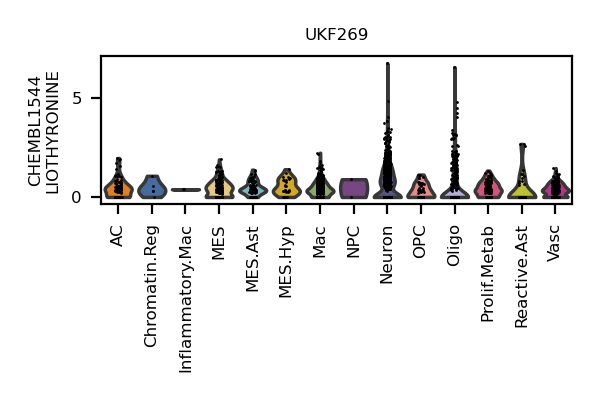 UKF269
CHEMBL1544
LIOTHYRONINE
5
0
AC
Chromatin.Reg
Inflammatory.Mac
MES
MES.Ast
MES.Hyp
Mac
NPC
Neuron
OPC
Oligo
Prolif.Metab
Reactive.Ast
Vasc